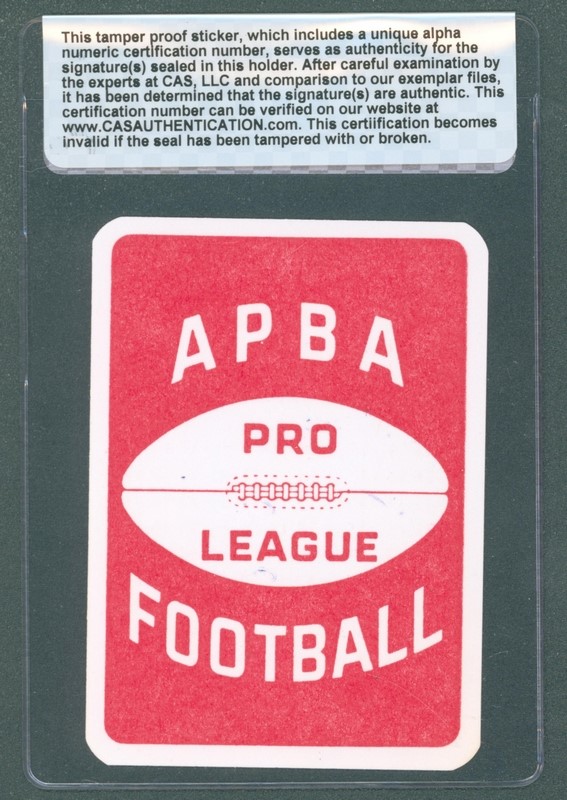 This tamper proof sticker, which includes a unique alpha
numeric certification number, serves as authenticity for the
signature(s) sealed in this holder. After careful examination by
the experts at CAS, LLC and comparison to our exemplar files,
it has been determined that the signature(s) are authentic. This
certification number can be verified on our website at
www.CASAUTHENTICATION.com. This certiification becomes
invalid if the seal has been tampered with or broken.
APBA
PRO
LEAGUE
FOOTBALL